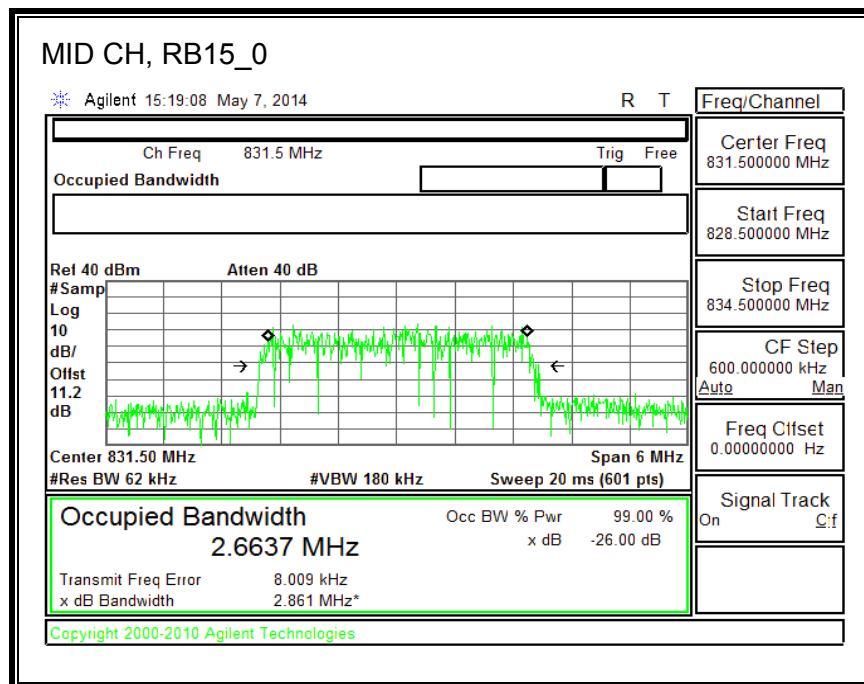 MID CH, RB15_0
Agilent 15:19:08 May 7, 2014 R T
Freq/Channel
Ch Freq 831.5 MHz Trig Free
Occupied Bandwidth
Center Freq
831.500000 MHz
Start Freq
828.500000 MHz
Stop Freq
834.500000 MHz
CF Step
600.000000 kHz
Auto Man
Freq Offset
0.00000000 Hz
Signal Track
On Off
Ref 40 dBm Atten 40 dB
#Samp
Log
10
dB/
Offst
11.2
dB
Center 831.50 MHz Span 6 MHz
#Res BW 62 kHz #VBW 180 kHz Sweep 20 ms (601 pts)
Occupied Bandwidth
2.6637 MHz
Occ BW % Pwr 99.00 %
x dB -26.00 dB
Transmit Freq Error 8.009 kHz
x dB Bandwidth 2.861 MHz*
Copyright 2000-2010 Agilent Technologies